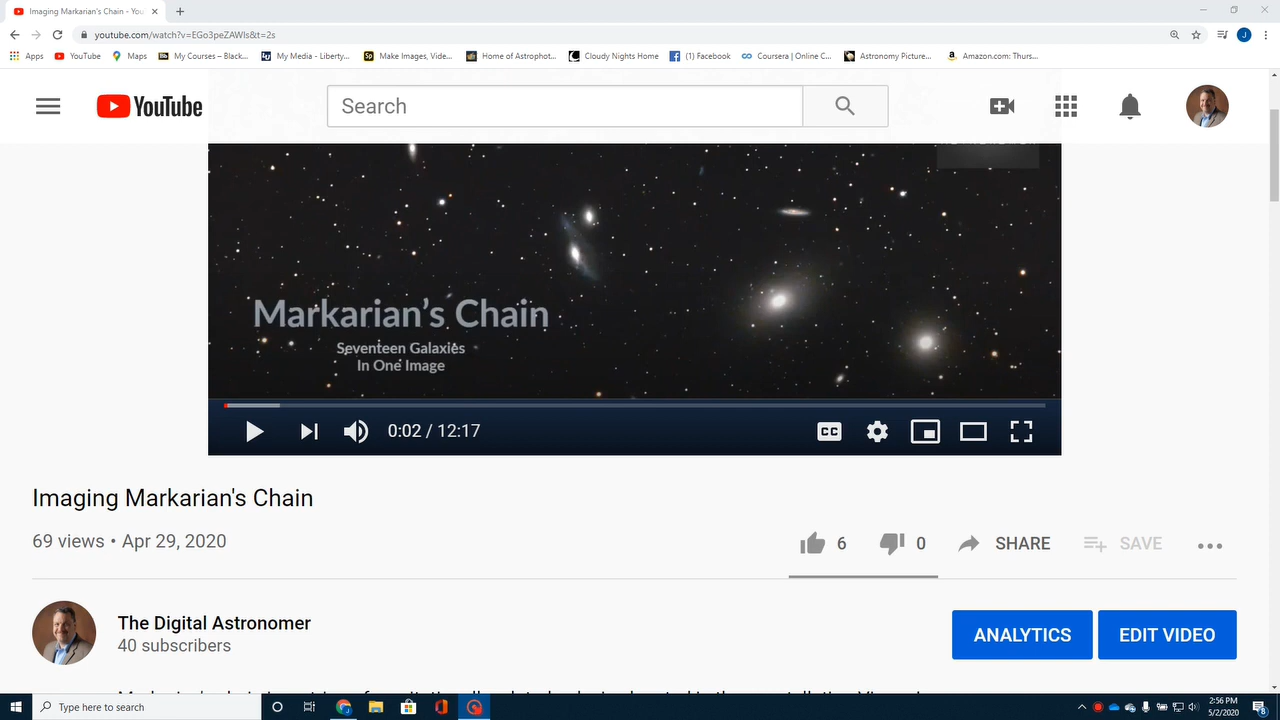 Imaging Markarian's Chain - You
youtube.com/watch?v=EGo3peZAWls&t=2s
Apps YouTube Maps My Courses – Black... My Media - Liberty... Make Images, Vide... Home of Astrophot... Cloudy Nights Home (1) Facebook Coursera | Online C... Astronomy Picture... Amazon.com: Thurs...
YouTube Search
Markarian's Chain
Seventeen Galaxies
In One Image
0:02 / 12:17 CC
Imaging Markarian's Chain
69 views • Apr 29, 2020 6 0 SHARE SAVE
The Digital Astronomer
40 subscribers
ANALYTICS EDIT VIDEO
Type here to search
2:56 PM
5/2/2020